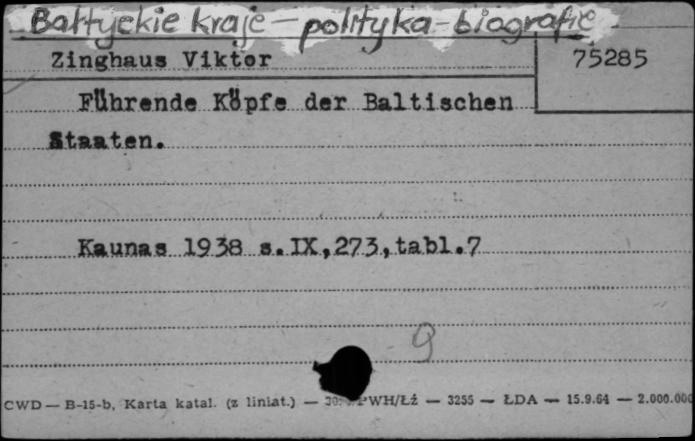 Bałtyckie kraje – polityka – biografie
Zinghaus Viktor
75285
Führende Köpfe der Baltischen
Staaten.
Kaunas 1938 s.IX,273,tabl.7
9
CWD — B-15-b, Karta katal. (z liniat.) — PWH/Łź — 3255 — ŁDA — 15.9.64 — 2.000.000